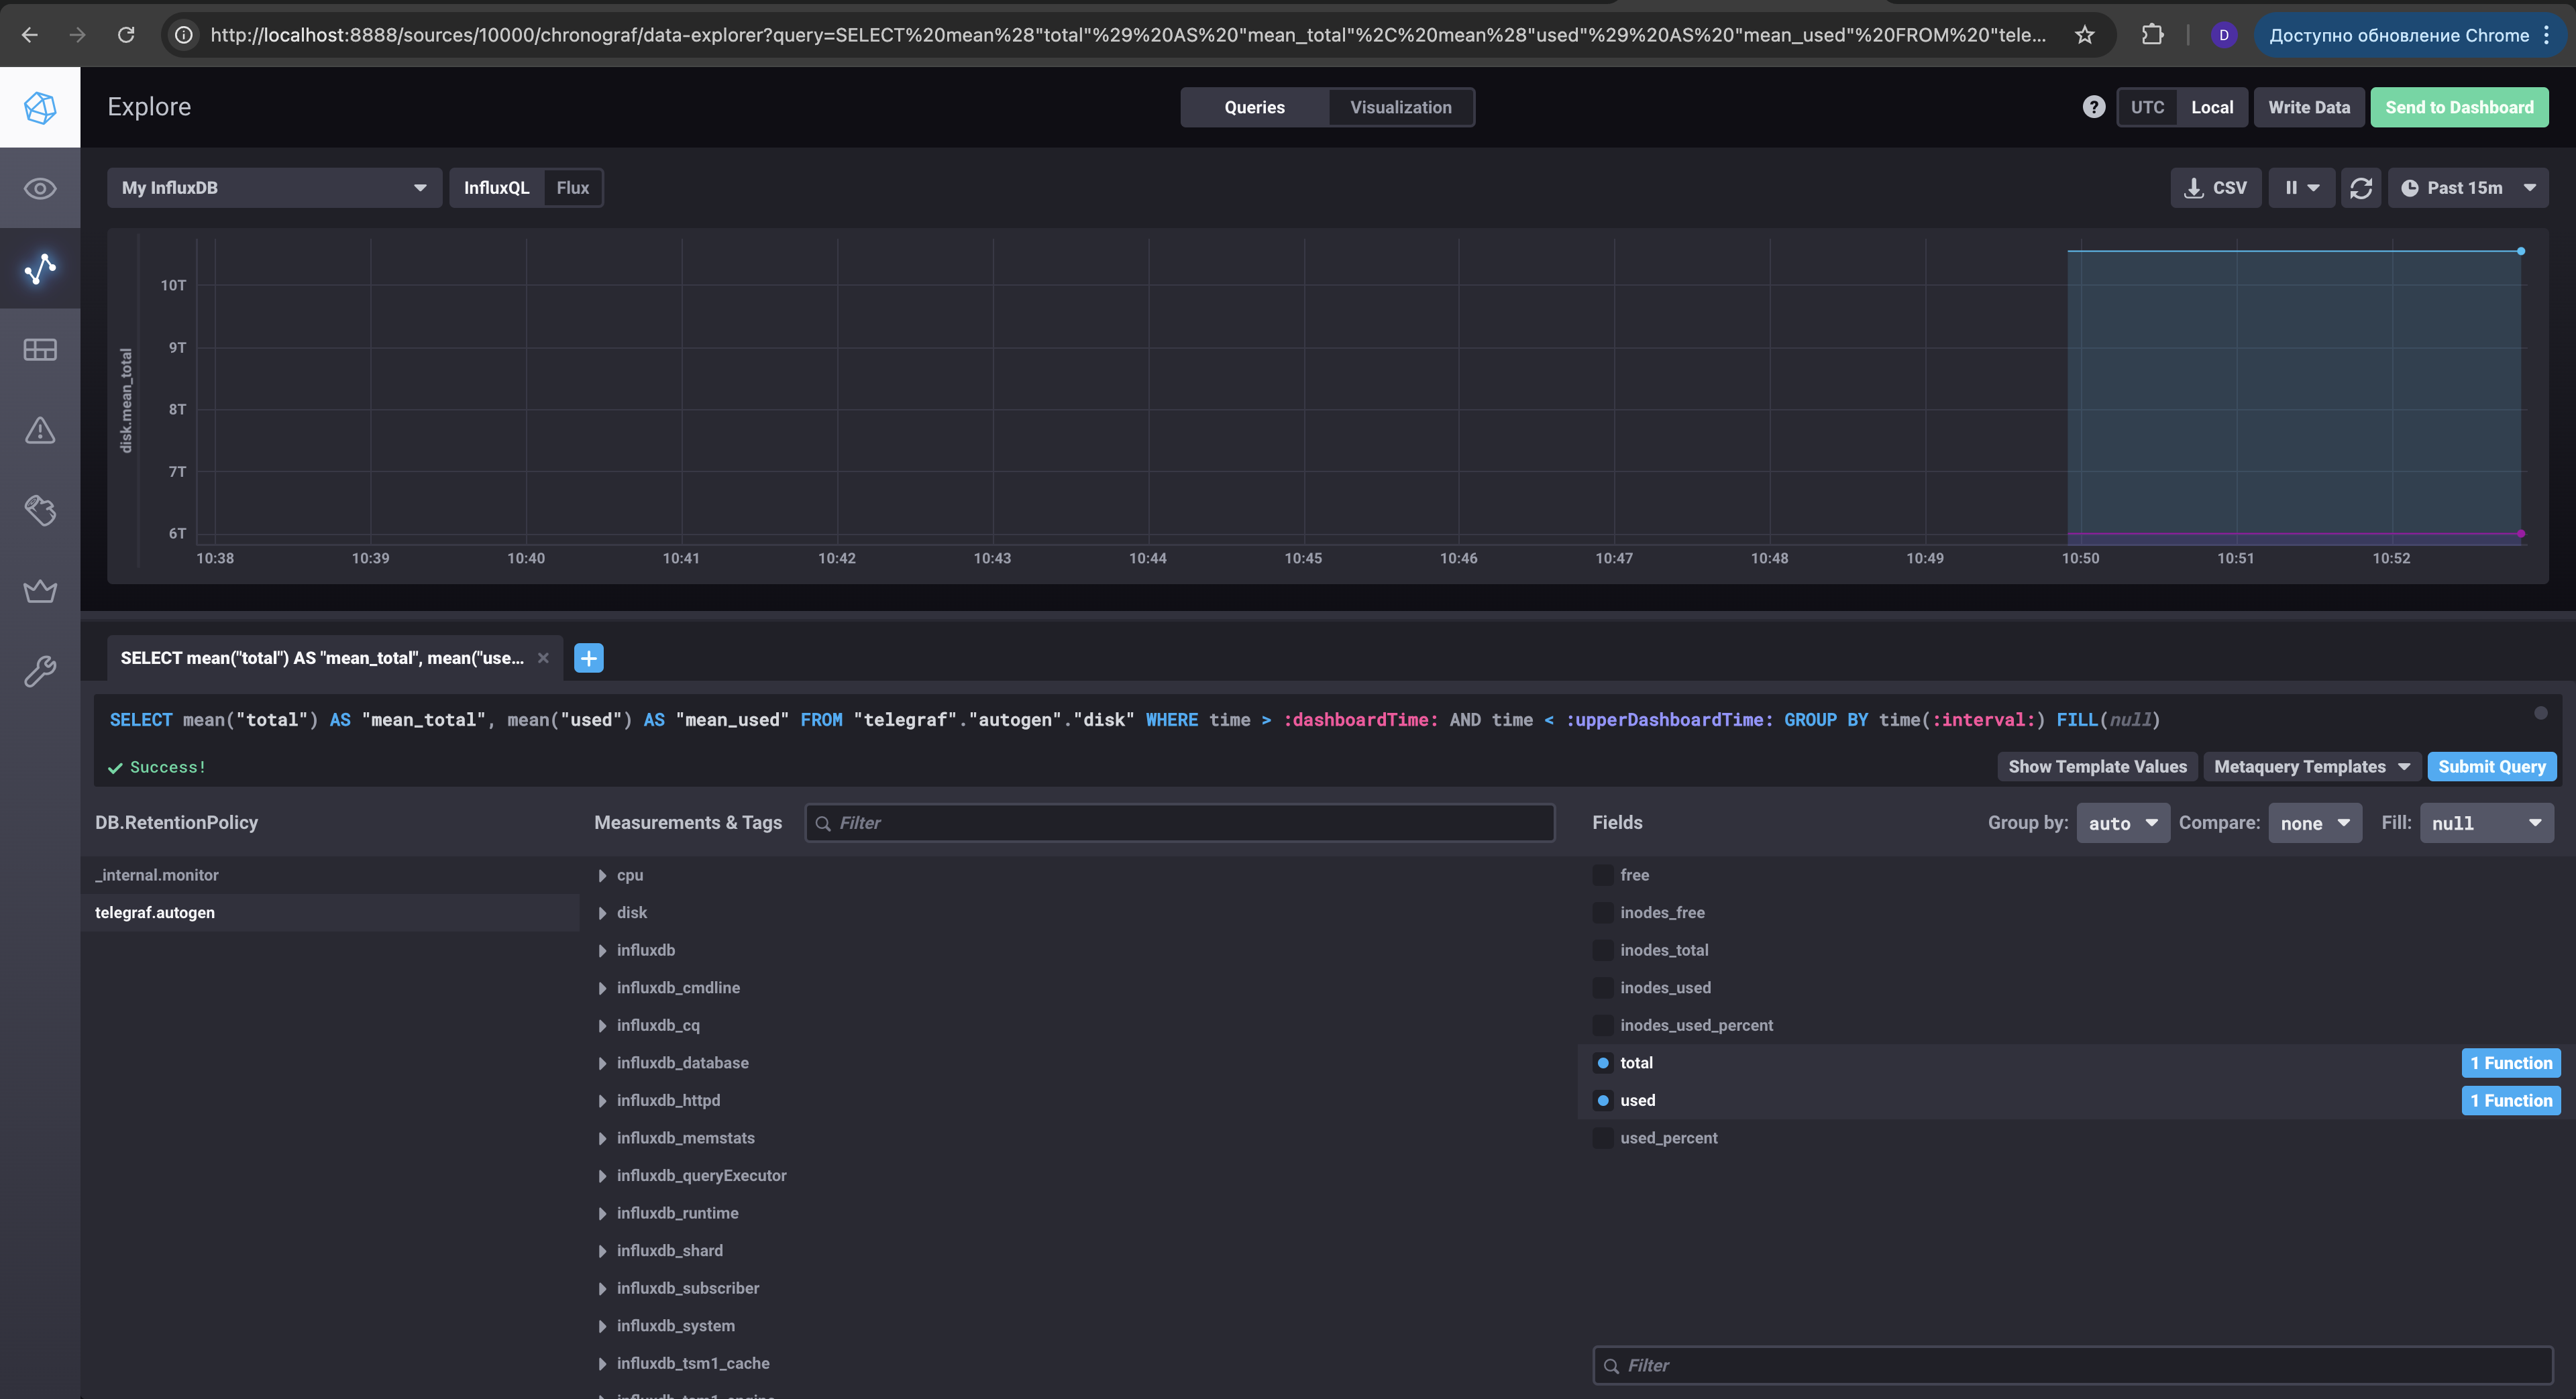 http://localhost:8888/sources/10000/chronograf/data-explorer?query=SELECT%20mean%28"total"%29%20AS%20"mean_total"%2C%20mean%28"used"%29%20AS%20"mean_used"%20FROM%20"tele...
D
Доступно обновление Chrome
Explore
Queries
Visualization
?
UTC
Local
Write Data
Send to Dashboard
My InfluxDB
InfluxQL
Flux
CSV
Past 15m
disk.mean_total
10T
9T
8T
7T
6T
10:38
10:39
10:40
10:41
10:42
10:43
10:44
10:45
10:46
10:47
10:48
10:49
10:50
10:51
10:52
SELECT mean("total") AS "mean_total", mean("use...
SELECT mean("total") AS "mean_total", mean("used") AS "mean_used" FROM "telegraf"."autogen"."disk" WHERE time > :dashboardTime: AND time < :upperDashboardTime: GROUP BY time(:interval:) FILL(null)
Success!
Show Template Values
Metaquery Templates
Submit Query
DB.RetentionPolicy
Measurements & Tags
Filter
Fields
Group by:
auto
Compare:
none
Fill:
null
_internal.monitor
telegraf.autogen
cpu
disk
influxdb
influxdb_cmdline
influxdb_cq
influxdb_database
influxdb_httpd
influxdb_memstats
influxdb_queryExecutor
influxdb_runtime
influxdb_shard
influxdb_subscriber
influxdb_system
influxdb_tsm1_cache
free
inodes_free
inodes_total
inodes_used
inodes_used_percent
total
1 Function
used
1 Function
used_percent
Filter